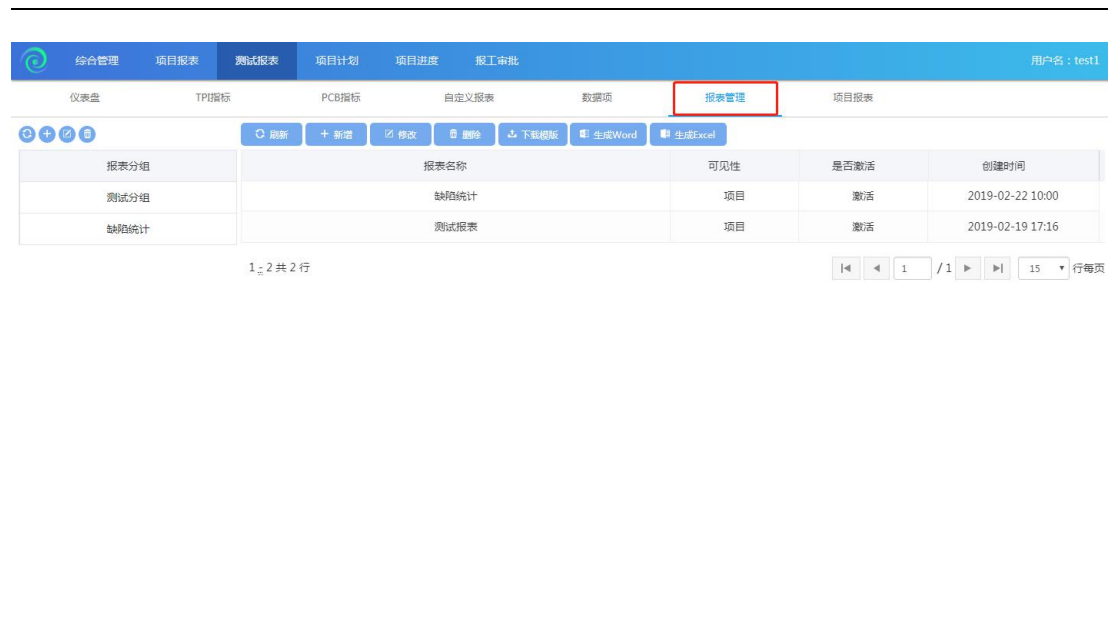 综合管理 项目报表 测试报表 项目计划 项目进度 报工审批 用户名：test1
仪表盘 TPI指标 PCB指标 自定义报表 数据项 报表管理 项目报表
刷新 新增 修改 删除 下载模版 生成Word 生成Excel
报表分组 报表名称 可见性 是否激活 创建时间
测试分组 缺陷统计 项目 激活 2019-02-22 10:00
缺陷统计 测试报表 项目 激活 2019-02-19 17:16
1 - 2 共 2 行 1 / 1 15 行每页